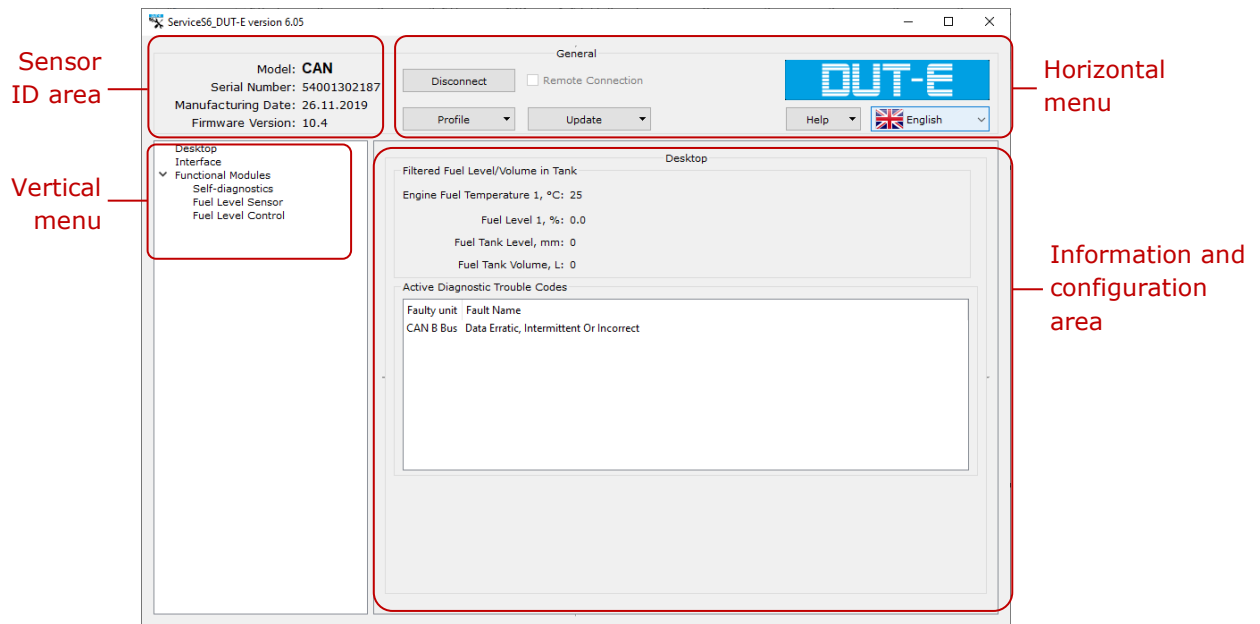 ServiceS6_DUT-E version 6.05
Sensor
ID area
Model: CAN
Serial Number: 54001302187
Manufacturing Date: 26.11.2019
Firmware Version: 10.4
General
Disconnect
Remote Connection
DUT-E
Profile
Update
Help
English
Horizontal
menu
Vertical
menu
Desktop
Interface
Functional Modules
Self-diagnostics
Fuel Level Sensor
Fuel Level Control
Desktop
Filtered Fuel Level/Volume in Tank
Engine Fuel Temperature 1, °C: 25
Fuel Level 1, %: 0.0
Fuel Tank Level, mm: 0
Fuel Tank Volume, L: 0
Active Diagnostic Trouble Codes
Faulty unit Fault Name
CAN B Bus Data Erratic, Intermittent Or Incorrect
Information and
configuration
area